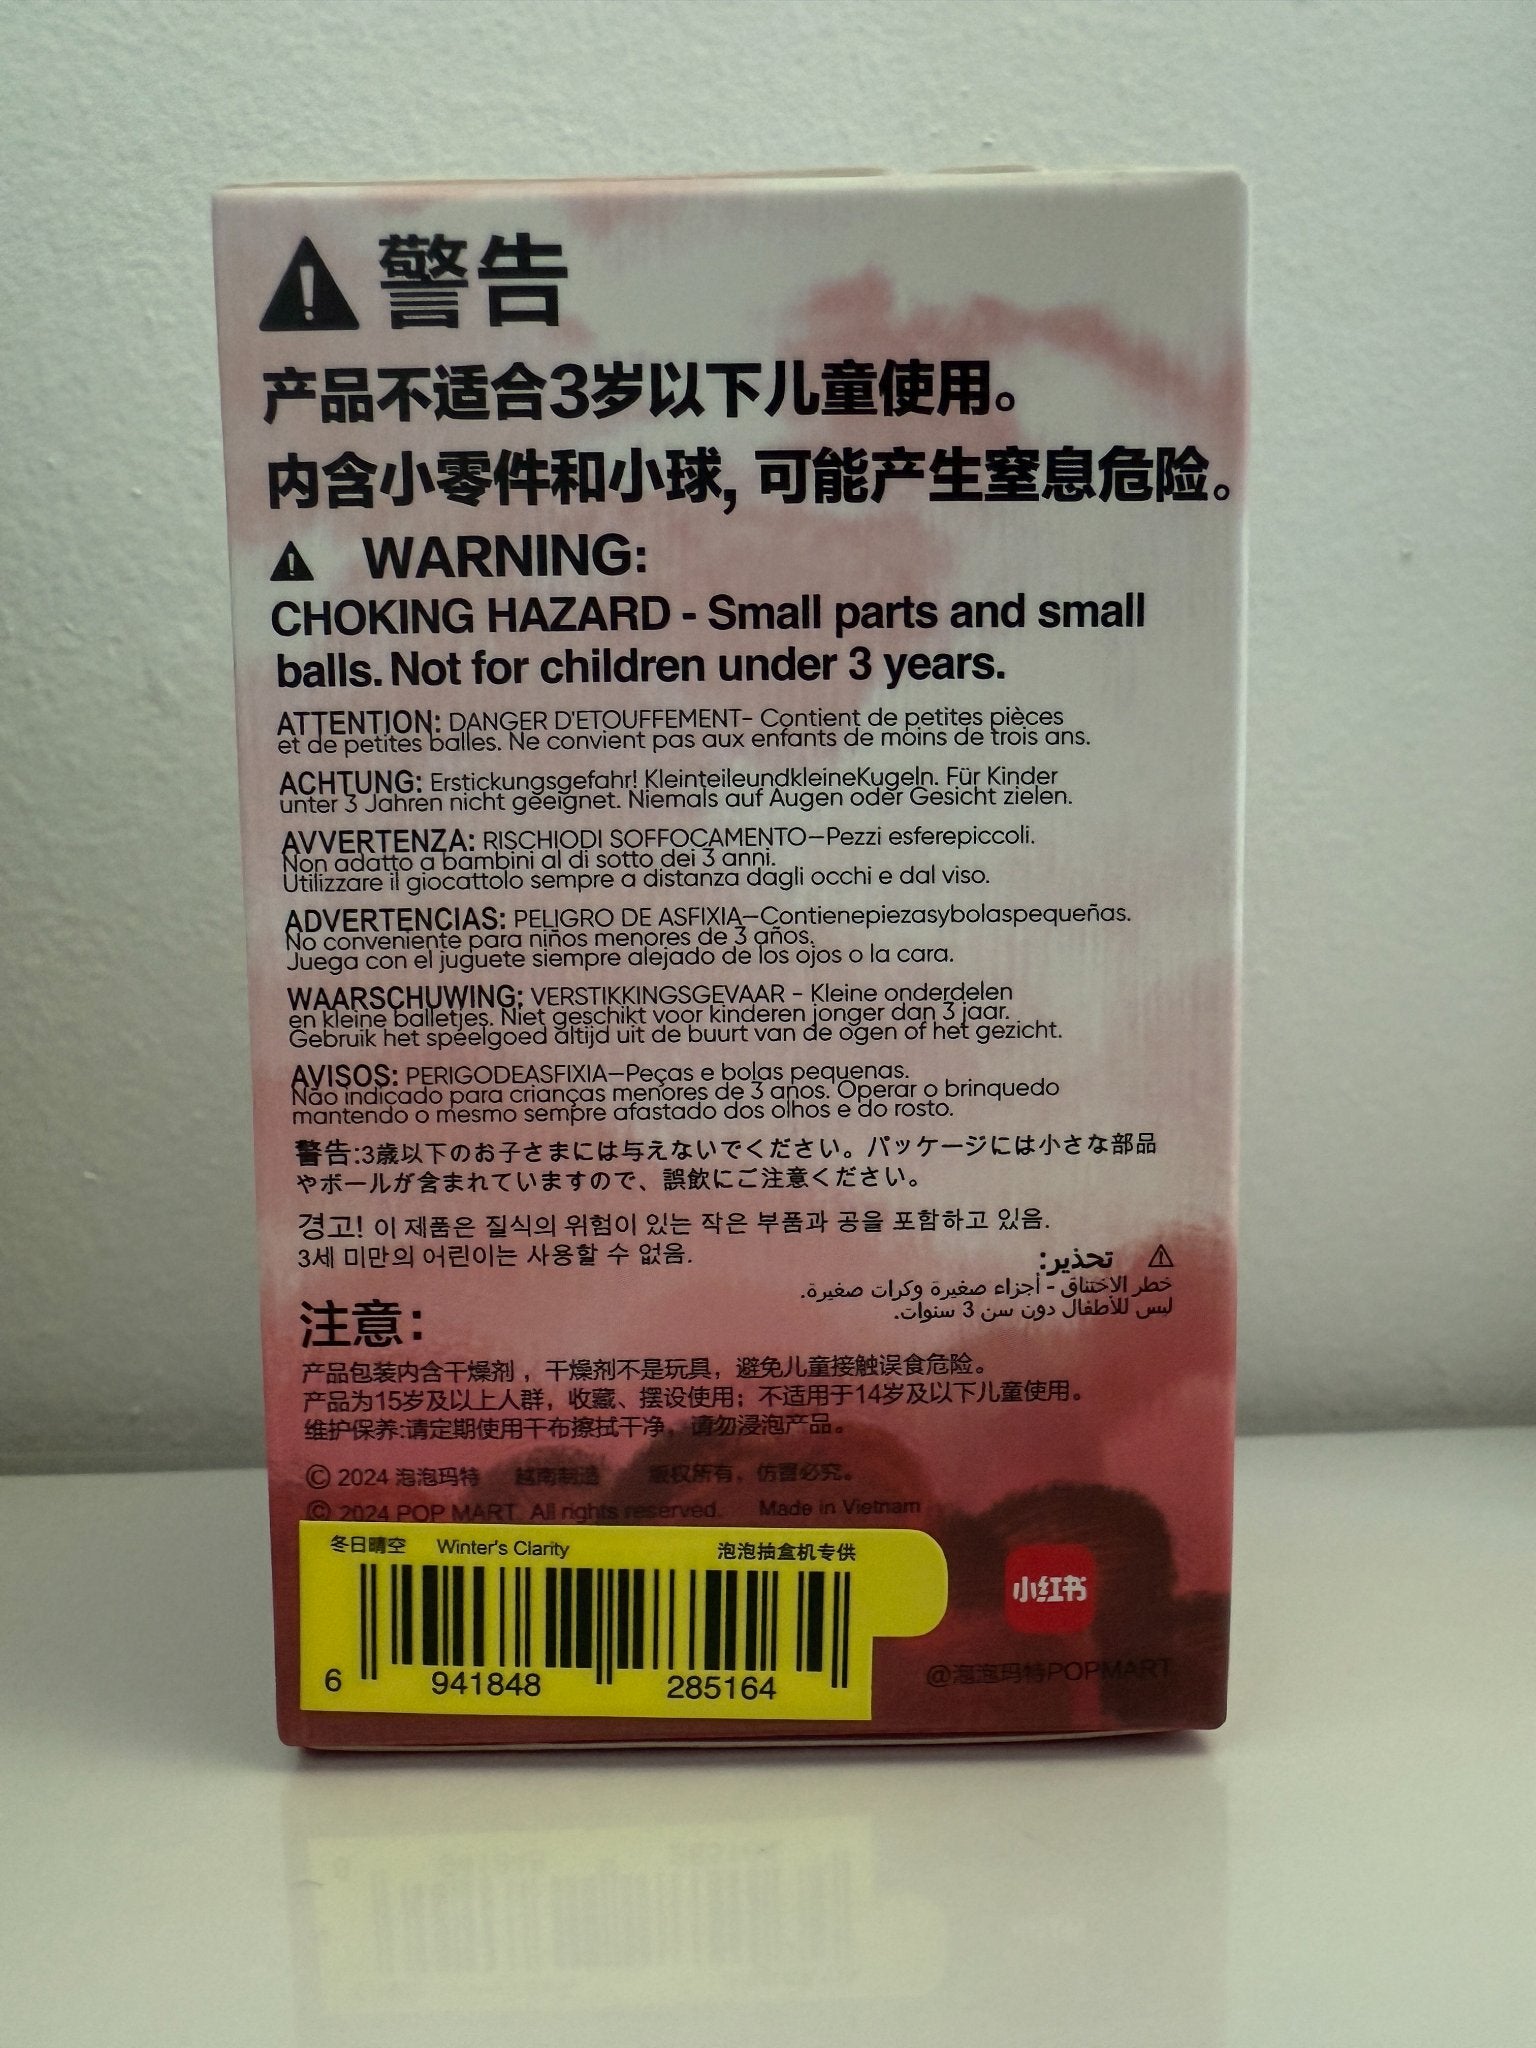 警告
产品不适合3岁以下儿童使用。
内含小零件和小球, 可能产生窒息危险。
WARNING:
CHOKING HAZARD - Small parts and small
balls. Not for children under 3 years.
ATTENTION: DANGER D'ETOUFFEMENT- Contient de petites pièces
et de petites balles. Ne convient pas aux enfants de moins de trois ans.
ACHTUNG: Erstickungsgefahr! KleinteileundkleineKugeln. Für Kinder
unter 3 Jahren nicht geeignet. Niemals auf Augen oder Gesicht zielen.
AVVERTENZA: RISCHIODI SOFFOCAMENTO—Pezzi esferepiccoli.
Non adatto a bambini al di sotto dei 3 anni.
Utilizzare il giocattolo sempre a distanza dagli occhi e dal viso.
ADVERTENCIAS: PELIGRO DE ASFIXIA—Contienepiezasybolaspequeñas.
No conveniente para niños menores de 3 años.
Juega con el juguete siempre alejado de los ojos o la cara.
WAARSCHUWING: VERSTIKKINGSGEVAAR - Kleine onderdelen
en kleine balletjes. Niet geschikt voor kinderen jonger dan 3 jaar.
Gebruik het speelgoed altijd uit de buurt van de ogen of het gezicht.
AVISOS: PERIGODEASFIXIA—Peças e bolas pequenas.
Não indicado para crianças menores de 3 anos. Operar o brinquedo
mantendo o mesmo sempre afastado dos olhos e do rosto.
警告:3歳以下のお子さまには与えないでください。パッケージには小さな部品
やボールが含まれていますので、誤飲にご注意ください。
경고! 이 제품은 질식의 위험이 있는 작은 부품과 공을 포함하고 있음.
3세 미만의 어린이는 사용할 수 없음.
تحذير:
خطر الاختناق - أجزاء صغيرة وكرات صغيرة.
ليس للأطفال دون سن 3 سنوات.
注意：
产品包装内含干燥剂，干燥剂不是玩具，避免儿童接触误食危险。
产品为15岁及以上人群，收藏、摆设使用；不适用于14岁及以下儿童使用。
维护保养:请定期使用干布擦拭干净，请勿浸泡产品。
© 2024 泡泡玛特 越南制造 版权所有，仿冒必究。
© 2024 POP MART. All rights reserved. Made in Vietnam
冬日晴空 Winter's Clarity 泡泡抽盒机专供
6 941848 285164
小红书
@泡泡玛特POPMART